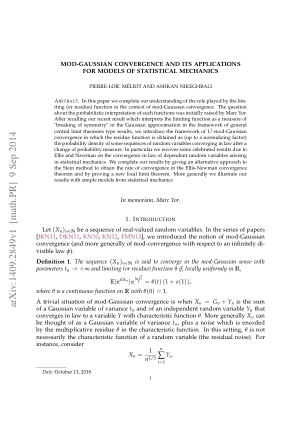 MOD-GAUSSIAN CONVERGENCE AND ITS APPLICATIONS
FOR MODELS OF STATISTICAL MECHANICS
PIERRE-LOÏC MÉLIOT AND ASHKAN NIKEGHBALI
ABSTRACT. In this paper we complete our understanding of the role played by the limiting (or residue) function in the context of mod-Gaussian convergence. The question
about the probabilistic interpretation of such functions was initially raised by Marc Yor.
After recalling our recent result which interprets the limiting function as a measure of
"breaking of symmetry" in the Gaussian approximation in the framework of general
central limit theorems type results, we introduce the framework of L¹-mod-Gaussian
convergence in which the residue function is obtained as (up to a normalizing factor)
the probability density of some sequences of random variables converging in law after a
change of probability measure. In particular we recover some celebrated results due to
Ellis and Newman on the convergence in law of dependent random variables arising in
statistical mechanics. We complete our results by giving an alternative approach to
the Stein method to obtain the rate of convergence in the Ellis-Newman convergence
theorem and by proving a new local limit theorem. More generally we illustrate our
results with simple models from statistical mechanics.
In memoriam, Marc Yor.
1. INTRODUCTION
Let (Xₙ)ₙ∈ℕ be a sequence of real-valued random variables. In the series of papers
[JKN11, DKN11, KN10, KN12, FMN13], we introduced the notion of mod-Gaussian
convergence (and more generally of mod-convergence with respect to an infinitely divisible law ϕ):
Definition 1. The sequence (Xₙ)ₙ∈ℕ is said to converge in the mod-Gaussian sense with
parameters tₙ → +∞ and limiting (or residue) function θ if, locally uniformly in ℝ,
𝔼[e^{itXₙ}] e^{tₙt²/2} = θ(t) (1 + o(1)),
where θ is a continuous function on ℝ with θ(0) = 1.
A trivial situation of mod-Gaussian convergence is when Xₙ = Gₙ + Yₙ is the sum
of a Gaussian variable of variance tₙ and of an independent random variable Yₙ that
converges in law to a variable Y with characteristic function θ. More generally Xₙ can
be thought of as a Gaussian variable of variance tₙ, plus a noise which is encoded by
the multiplicative residue θ in the characteristic function. In this setting, θ is not
necessarily the characteristic function of a random variable (the residual noise). For
instance, consider
Xₙ = 1/n^{1/3} ∑ᵢ₌₁ⁿ Yᵢ,
Date: October 13, 2018.
1
arXiv:1409.2849v1 [math.PR] 9 Sep 2014